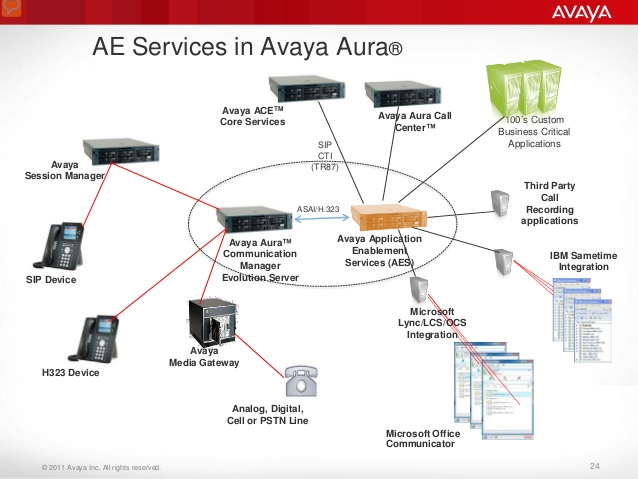 AVAYA
AE Services in Avaya Aura®
Avaya ACE™
Core Services
Avaya Aura Call
Center™
100's Custom
Business Critical
Applications
SIP
CTI
(TR87)
Avaya
Session Manager
Third Party
Call
Recording
applications
ASAI/H.323
Avaya Aura™
Communication
Manager
Evolution Server
Avaya Application
Enablement
Services (AES)
IBM Sametime
Integration
SIP Device
Microsoft
Lync/LCS/OCS
Integration
Avaya
Media Gateway
H323 Device
Analog, Digital,
Cell or PSTN Line
Microsoft Office
Communicator
© 2011 Avaya Inc. All rights reserved.
24